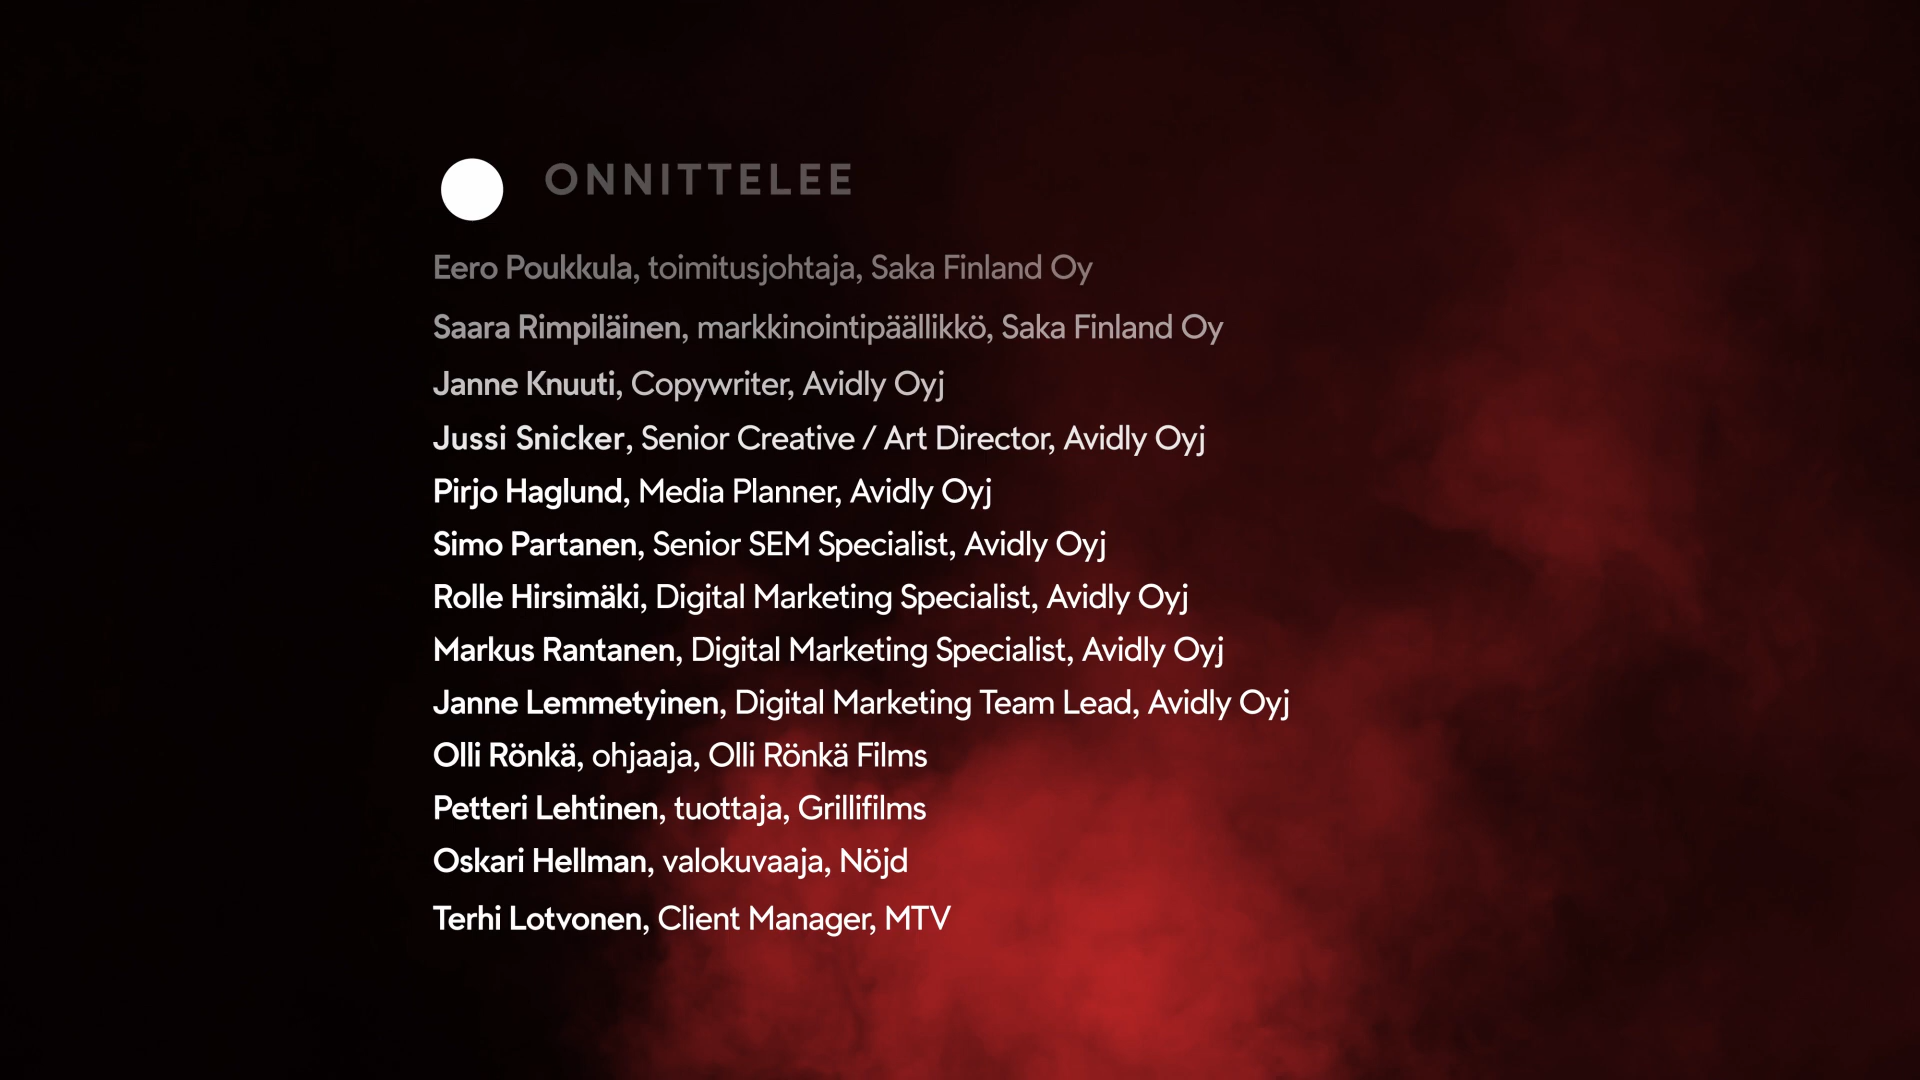 ONNITTELEE
Eero Poukkula, toimitusjohtaja, Saka Finland Oy
Saara Rimpiläinen, markkinointipäällikkö, Saka Finland Oy
Janne Knuuti, Copywriter, Avidly Oyj
Jussi Snicker, Senior Creative / Art Director, Avidly Oyj
Pirjo Haglund, Media Planner, Avidly Oyj
Simo Partanen, Senior SEM Specialist, Avidly Oyj
Rolle Hirsimäki, Digital Marketing Specialist, Avidly Oyj
Markus Rantanen, Digital Marketing Specialist, Avidly Oyj
Janne Lemmetyinen, Digital Marketing Team Lead, Avidly Oyj
Olli Rönkä, ohjaaja, Olli Rönkä Films
Petteri Lehtinen, tuottaja, Grillifilms
Oskari Hellman, valokuvaaja, Nöjd
Terhi Lotvonen, Client Manager, MTV